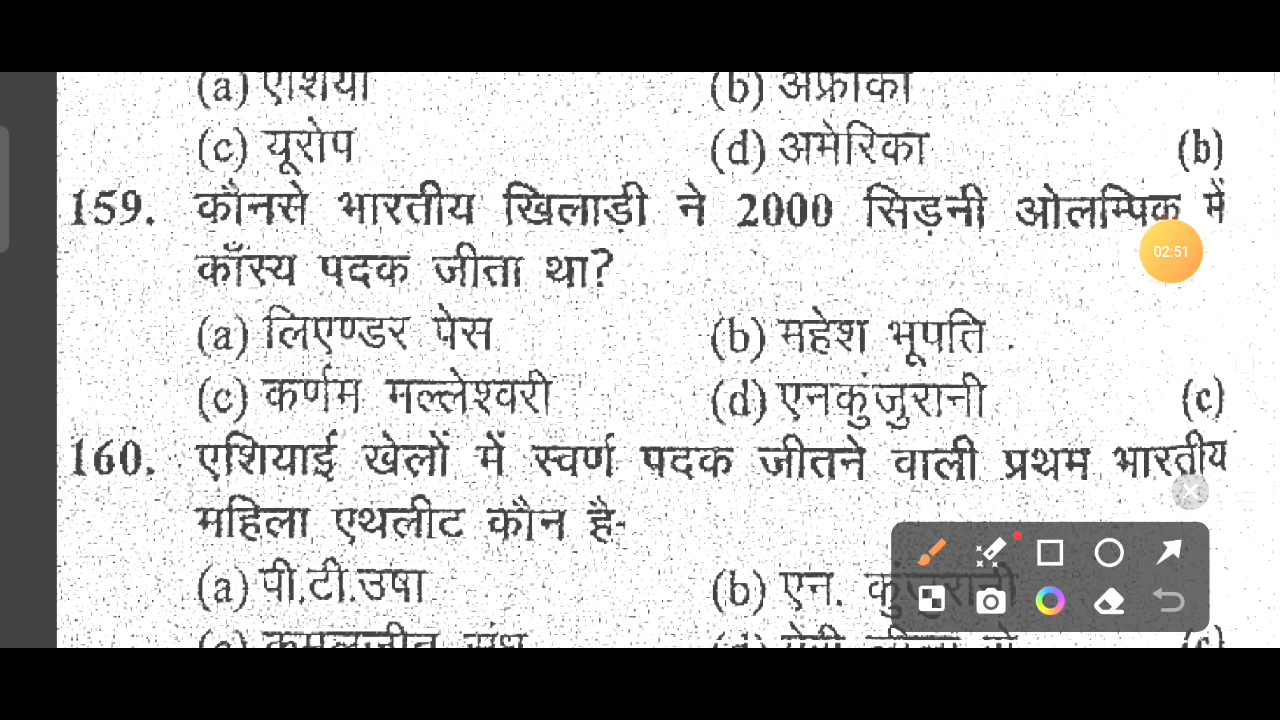 (a) एशिया (b) अफ्रीका
(c) यूरोप (d) अमेरिका (b)
159. कौनसे भारतीय खिलाड़ी ने 2000 सिड़नी ओलम्पिक में
काँस्य पदक जीता था?
02:51
(a) लिएण्डर पेस (b) महेश भूपति
(c) कर्णम मल्लेश्वरी (d) एनकुंजुरानी (c)
160. एशियाई खेलों में स्वर्ण पदक जीतने वाली प्रथम भारतीय
महिला एथलीट कौन है-
(a) पी.टी.उषा (b) एन. कुंजुरानी
(c) कमलजीत संधू (d) (c)